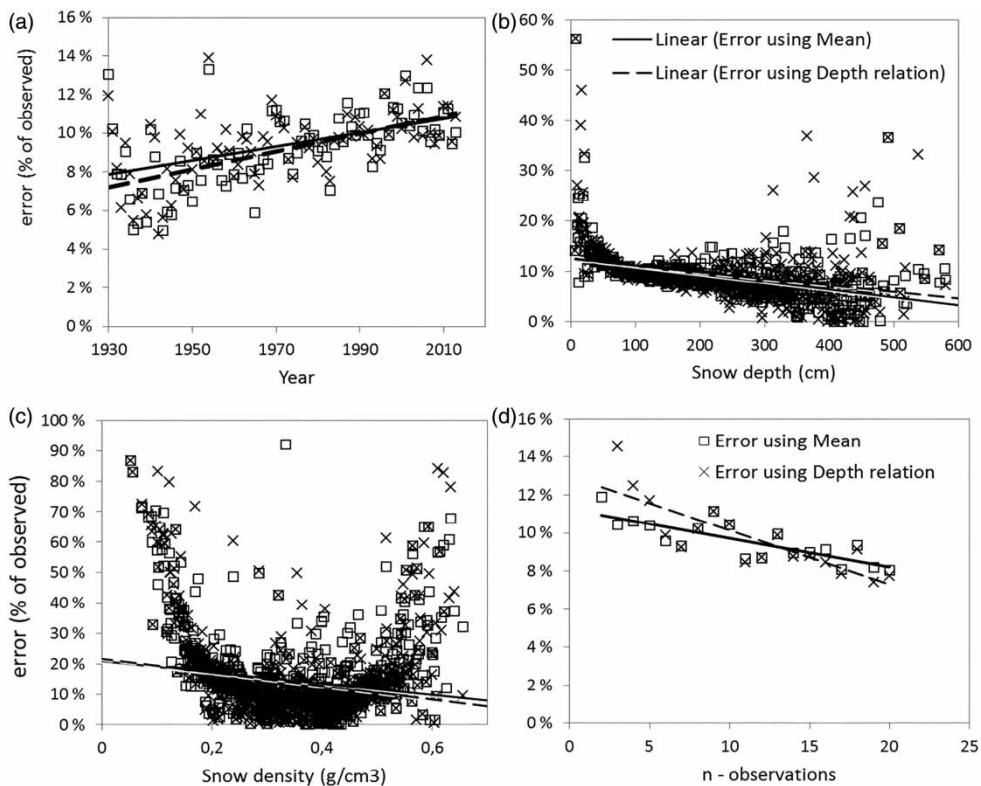 (a)
16 %
14 %
12 %
10 %
8 %
6 %
4 %
2 %
0 %
error (% of observed)
1930 1950 1970 1990 2010
Year
(b)
60 %
50 %
40 %
30 %
20 %
10 %
0 %
Linear (Error using Mean)
Linear (Error using Depth relation)
0 100 200 300 400 500 600
Snow depth (cm)
(c)
100 %
90 %
80 %
70 %
60 %
50 %
40 %
30 %
20 %
10 %
0 %
error (% of observed)
0 0,2 0,4 0,6
Snow density (g/cm3)
(d)
16 %
14 %
12 %
10 %
8 %
6 %
4 %
2 %
0 %
Error using Mean
Error using Depth relation
0 5 10 15 20 25
n - observations